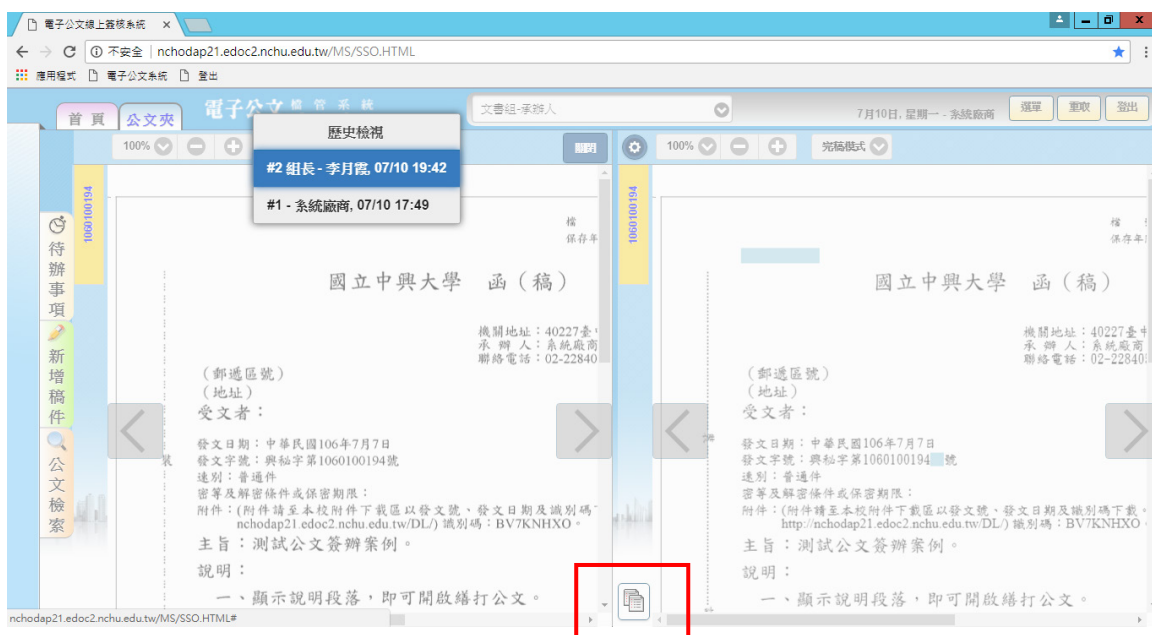 電子公文線上簽核系統
不安全 | nchodap21.edoc2.nchu.edu.tw/MS/SSO.HTML
應用程式 電子公文系統 登出
首 頁
公文夾
電子公文檔 管 系 統
文書組-承辦人
7月10日, 星期一 - 系統廠商
選單
重取
登出
100%
歷史檢視
#2 組長 - 李月霞, 07/10 19:42
#1 - 系統廠商, 07/10 17:49
關閉
100%
完稿模式
待辦事項
新增稿件
公文檢索
1060100194
檔
保存年
國立中興大學 函（稿）
機關地址：40227臺
承 辦 人：系統廠商
聯絡電話：02-22840
（郵遞區號）
（地址）
受文者：
發文日期：中華民國106年7月7日
發文字號：興秘字第1060100194號
速別：普通件
密等及解密條件或保密期限：
附件：(附件請至本校附件下載區以發文號、發文日期及識別碼
nchodap21.edoc2.nchu.edu.tw/DL/) 識別碼：BV7KNHXO。
主旨：測試公文簽辦案例。
說明：
一、顯示說明段落，即可開啟繕打公文。
裝
1060100194
檔
保存年
國立中興大學 函（稿）
機關地址：40227臺中
承 辦 人：系統廠商
聯絡電話：02-22840
（郵遞區號）
（地址）
受文者：
發文日期：中華民國106年7月7日
發文字號：興秘字第1060100194 號
速別：普通件
密等及解密條件或保密期限：
附件：(附件請至本校附件下載區以發文號、發文日期及識別碼下載。
http://nchodap21.edoc2.nchu.edu.tw/DL/) 識別碼：BV7KNHXO。
主旨：測試公文簽辦案例。
說明：
一、顯示說明段落，即可開啟繕打公文。
nchodap21.edoc2.nchu.edu.tw/MS/SSO.HTML#